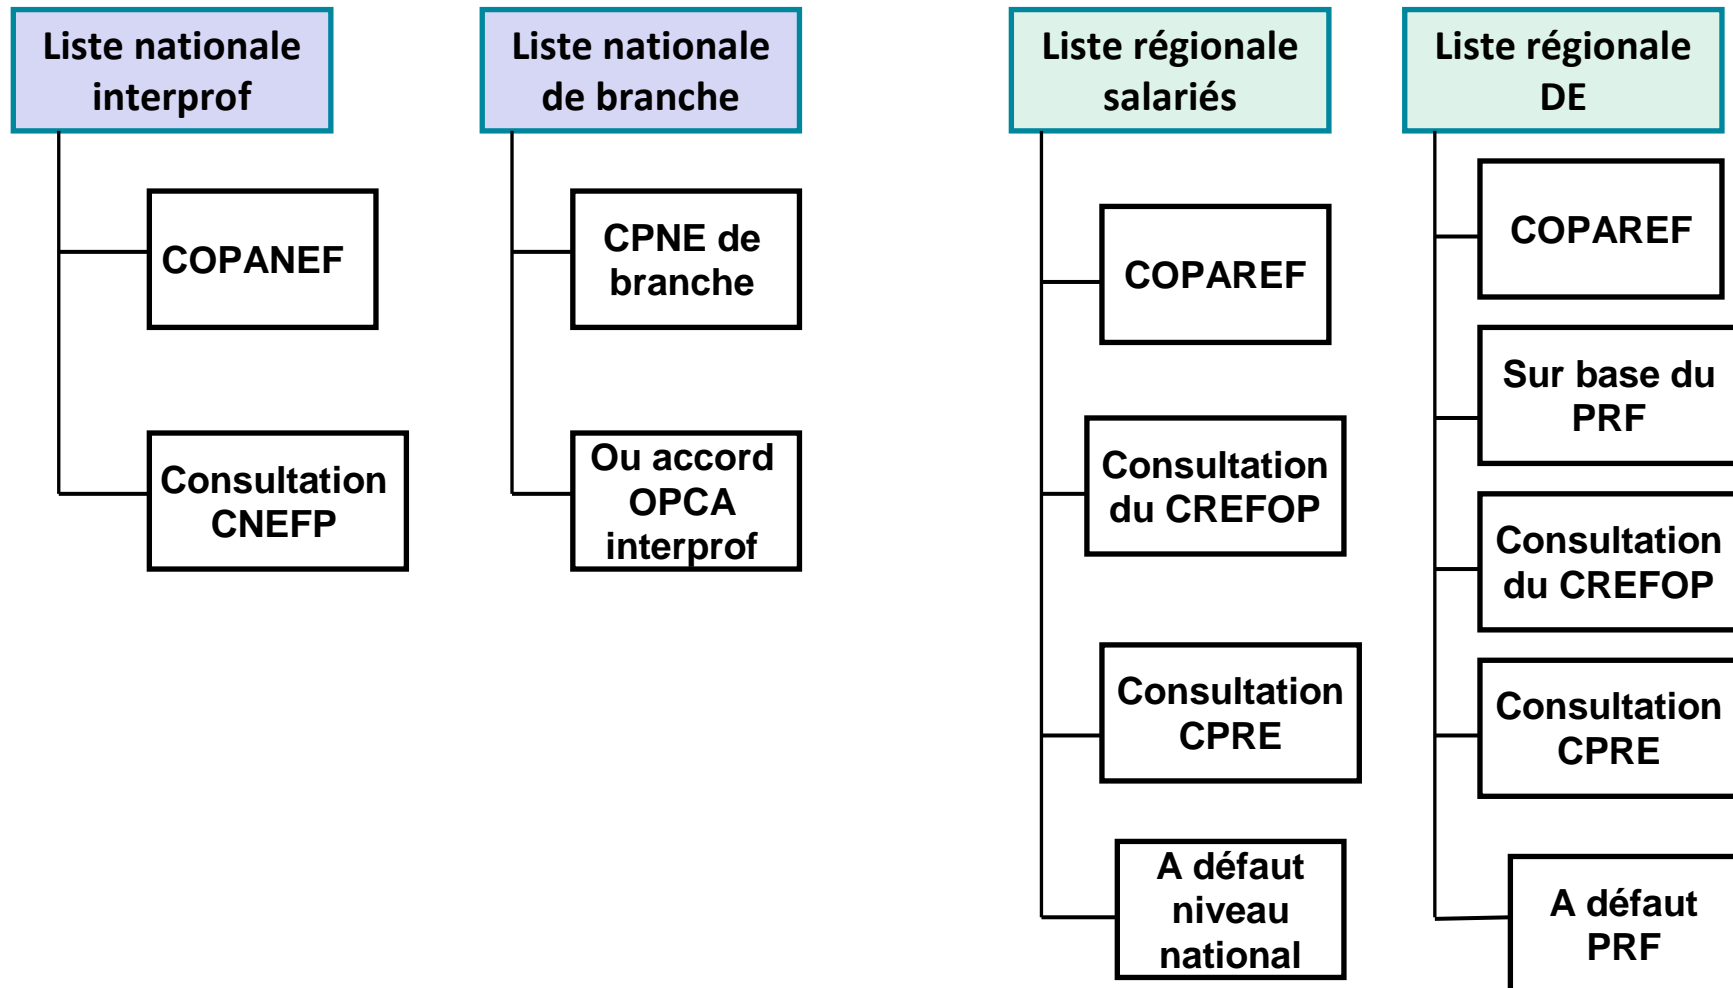 Liste nationale
interprof
COPANEF
Consultation
CNEFP
Liste nationale
de branche
CPNE de
branche
Ou accord
OPCA
interprof
Liste régionale
salariés
COPAREF
Consultation
du CREFOP
Consultation
CPRE
A défaut
niveau
national
Liste régionale
DE
COPAREF
Sur base du
PRF
Consultation
du CREFOP
Consultation
CPRE
A défaut
PRF